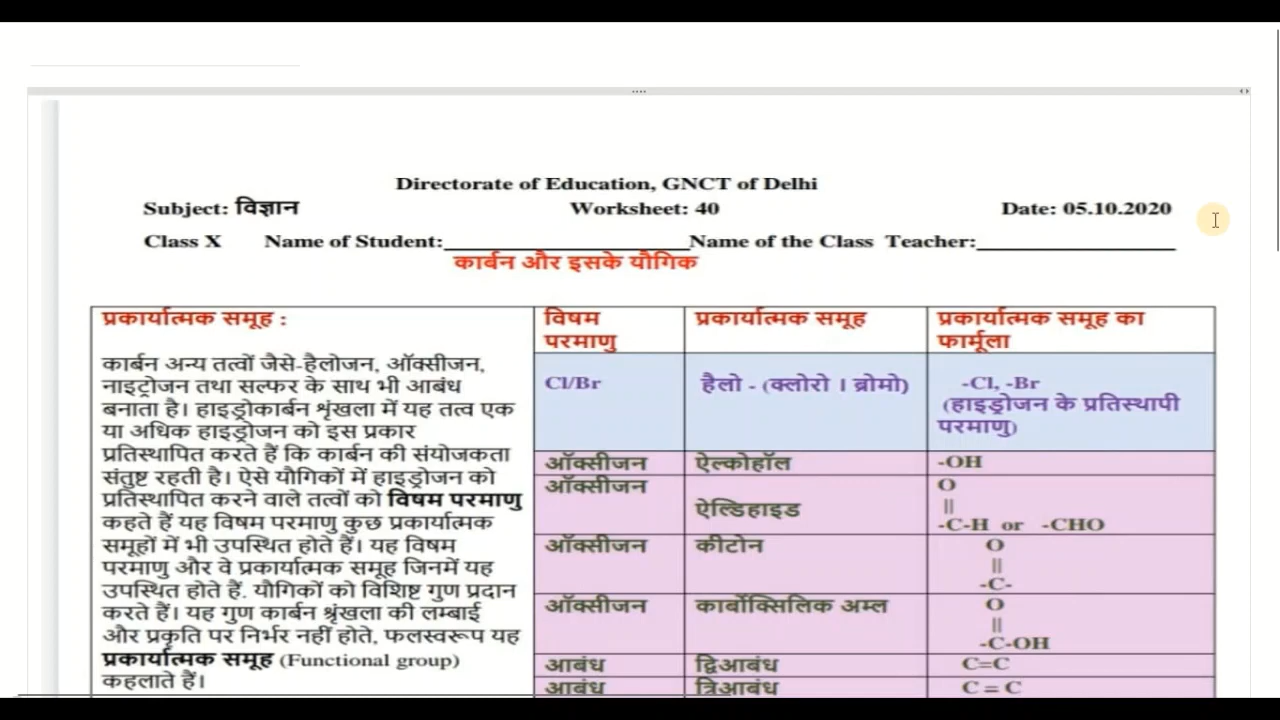 Directorate of Education, GNCT of Delhi
Subject: विज्ञान Worksheet: 40 Date: 05.10.2020
Class X Name of Student:____________________Name of the Class Teacher:________________
कार्बन और इसके यौगिक
प्रकार्यात्मक समूह :
कार्बन अन्य तत्वों जैसे-हैलोजन, ऑक्सीजन,
नाइट्रोजन तथा सल्फर के साथ भी आबंध
बनाता है। हाइड्रोकार्बन शृंखला में यह तत्व एक
या अधिक हाइड्रोजन को इस प्रकार
प्रतिस्थापित करते हैं कि कार्बन की संयोजकता
संतुष्ट रहती है। ऐसे यौगिकों में हाइड्रोजन को
प्रतिस्थापित करने वाले तत्वों को विषम परमाणु
कहते हैं यह विषम परमाणु कुछ प्रकार्यात्मक
समूहों में भी उपस्थित होते हैं। यह विषम
परमाणु और वे प्रकार्यात्मक समूह जिनमें यह
उपस्थित होते हैं. यौगिकों को विशिष्ट गुण प्रदान
करते हैं। यह गुण कार्बन श्रृंखला की लम्बाई
और प्रकृति पर निर्भर नहीं होते, फलस्वरूप यह
प्रकार्यात्मक समूह (Functional group)
कहलाते हैं।
विषम
परमाणु
प्रकार्यात्मक समूह
प्रकार्यात्मक समूह का
फार्मूला
Cl/Br हैलो - (क्लोरो । ब्रोमो) -Cl, -Br
(हाइड्रोजन के प्रतिस्थापी
परमाणु)
ऑक्सीजन ऐल्कोहॉल -OH
ऑक्सीजन ऐल्डिहाइड O
||
-C-H or -CHO
ऑक्सीजन कीटोन O
||
-C-
ऑक्सीजन कार्बोक्सिलिक अम्ल O
||
-C-OH
आबंध द्विआबंध C=C
आबंध त्रिआबंध C = C